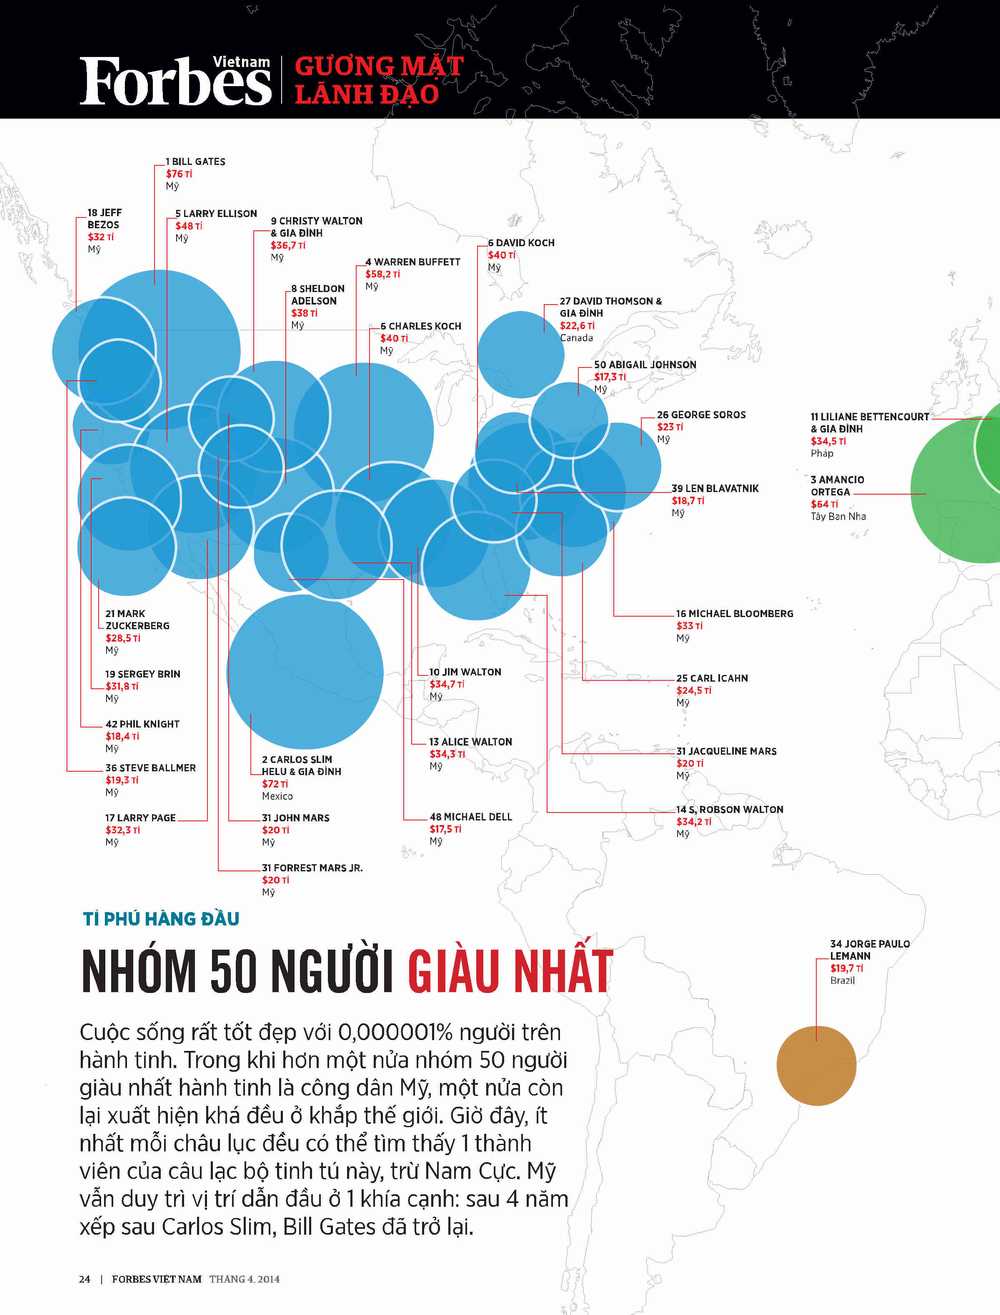 Forbes Vietnam
GƯƠNG MẶT
LÃNH ĐẠO
1 BILL GATES
$76 TỈ
Mỹ
18 JEFF
BEZOS
$32 TỈ
Mỹ
5 LARRY ELLISON
$48 TỈ
Mỹ
9 CHRISTY WALTON
& GIA ĐÌNH
$36,7 TỈ
Mỹ
4 WARREN BUFFETT
$58,2 TỈ
Mỹ
6 DAVID KOCH
$40 TỈ
Mỹ
8 SHELDON
ADELSON
$38 TỈ
Mỹ
6 CHARLES KOCH
$40 TỈ
Mỹ
27 DAVID THOMSON &
GIA ĐÌNH
$22,6 TỈ
Canada
50 ABIGAIL JOHNSON
$17,3 TỈ
Mỹ
26 GEORGE SOROS
$23 TỈ
Mỹ
11 LILIANE BETTENCOURT
& GIA ĐÌNH
$34,5 TỈ
Pháp
3 AMANCIO
ORTEGA
$64 TỈ
Tây Ban Nha
39 LEN BLAVATNIK
$18,7 TỈ
Mỹ
21 MARK
ZUCKERBERG
$28,5 TỈ
Mỹ
16 MICHAEL BLOOMBERG
$33 TỈ
Mỹ
19 SERGEY BRIN
$31,8 TỈ
Mỹ
10 JIM WALTON
$34,7 TỈ
Mỹ
25 CARL ICAHN
$24,5 TỈ
Mỹ
42 PHIL KNIGHT
$18,4 TỈ
Mỹ
13 ALICE WALTON
$34,3 TỈ
Mỹ
31 JACQUELINE MARS
$20 TỈ
Mỹ
36 STEVE BALLMER
$19,3 TỈ
Mỹ
2 CARLOS SLIM
HELU & GIA ĐÌNH
$72 TỈ
Mexico
17 LARRY PAGE
$32,3 TỈ
Mỹ
31 JOHN MARS
$20 TỈ
Mỹ
48 MICHAEL DELL
$17,5 TỈ
Mỹ
14 S, ROBSON WALTON
$34,2 TỈ
Mỹ
31 FORREST MARS JR.
$20 TỈ
Mỹ
34 JORGE PAULO
LEMANN
$19,7 TỈ
Brazil
TỈ PHÚ HÀNG ĐẦU
NHÓM 50 NGƯỜI GIÀU NHẤT
Cuộc sống rất tốt đẹp với 0,000001% người trên
hành tinh. Trong khi hơn một nửa nhóm 50 người
giàu nhất hành tinh là công dân Mỹ, một nửa còn
lại xuất hiện khá đều ở khắp thế giới. Giờ đây, ít
nhất mỗi châu lục đều có thể tìm thấy 1 thành
viên của câu lạc bộ tinh tú này, trừ Nam Cực. Mỹ
vẫn duy trì vị trí dẫn đầu ở 1 khía cạnh: sau 4 năm
xếp sau Carlos Slim, Bill Gates đã trở lại.
24 | FORBES VIỆT NAM THÁNG 4, 2014